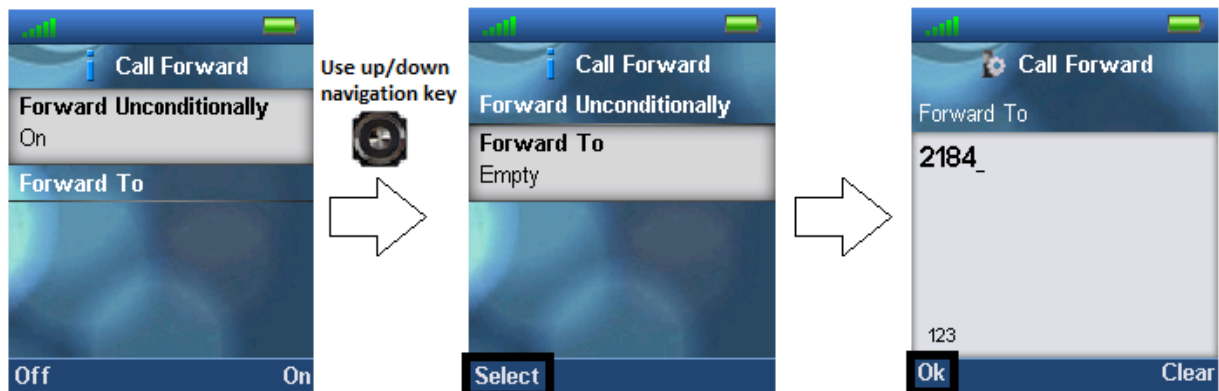 Call Forward
Forward Unconditionally
On
Forward To
Off On
Use up/down
navigation key
Call Forward
Forward Unconditionally
Forward To
Empty
Select
Call Forward
Forward To
2184_
123
Ok Clear